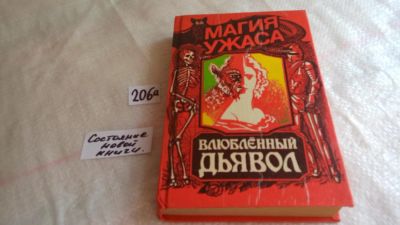 МАГИЯ
УЖАСА
206а
Состояние
новой
книги.
ВЛЮБЛЁННЫЙ
ДЬЯВОЛ